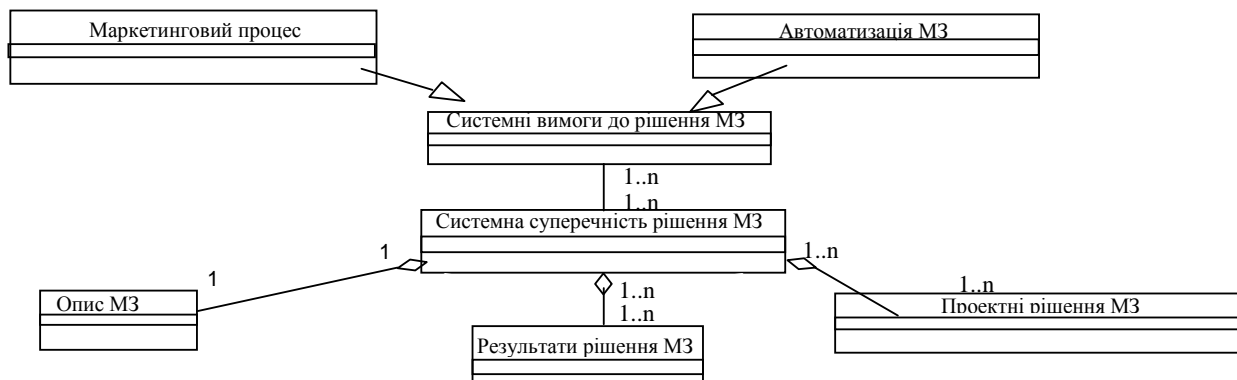 Маркетинговий процес
Автоматизація МЗ
Системні вимоги до рішення МЗ
1..n
1..n
Системна суперечність рішення МЗ
1
1..n
1
1..n
1..n
1..n
Опис МЗ
Проектні рішення МЗ
Результати рішення МЗ